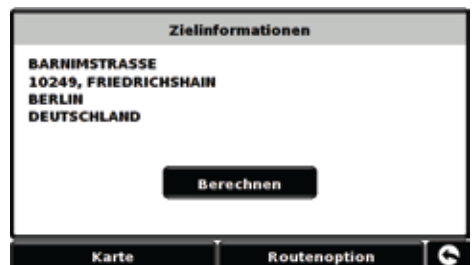 Zielinformationen
BARNIMSTRASSE
10249, FRIEDRICHSHAIN
BERLIN
DEUTSCHLAND
Berechnen
Karte Routenoption